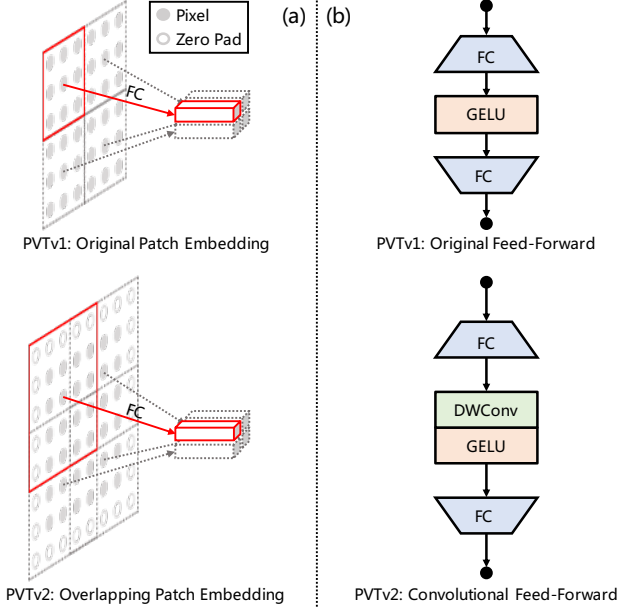 Pixel
Zero Pad
(a)
FC
PVTv1: Original Patch Embedding
FC
PVTv2: Overlapping Patch Embedding
(b)
FC
GELU
FC
PVTv1: Original Feed-Forward
FC
DWConv
GELU
FC
PVTv2: Convolutional Feed-Forward